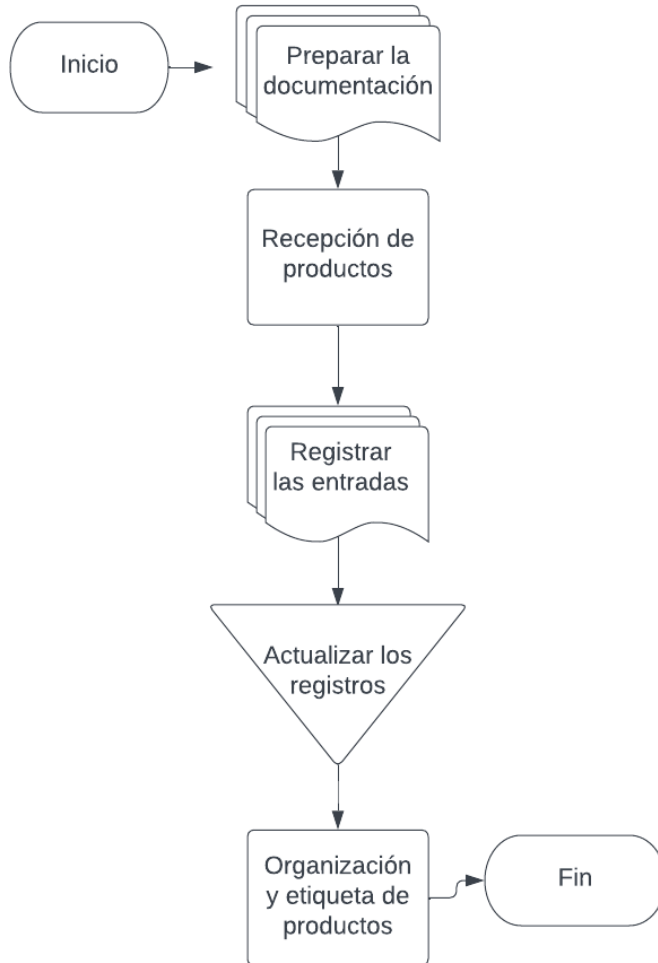 Inicio
Preparar la
documentación
Recepción de
productos
Registrar
las entradas
Actualizar los
registros
Organización
y etiqueta de
productos
Fin